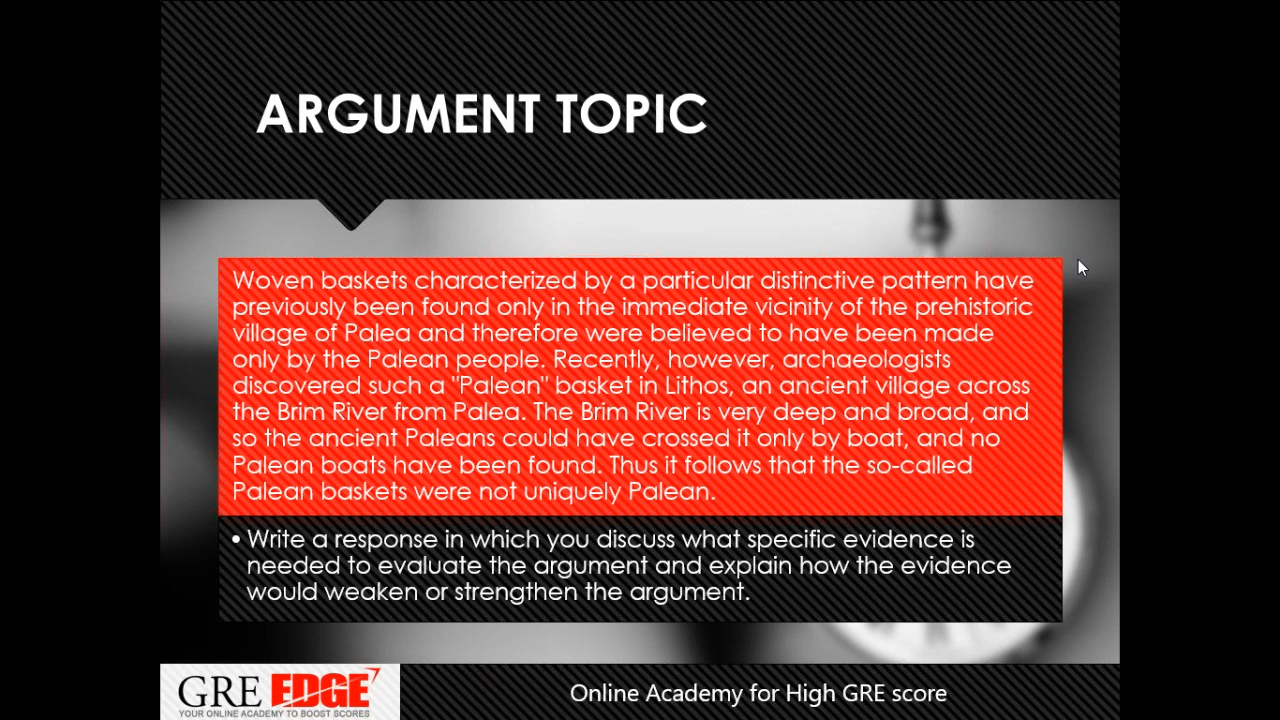 ARGUMENT TOPIC
Woven baskets characterized by a particular distinctive pattern have
previously been found only in the immediate vicinity of the prehistoric
village of Palea and therefore were believed to have been made
only by the Palean people. Recently, however, archaeologists
discovered such a "Palean" basket in Lithos, an ancient village across
the Brim River from Palea. The Brim River is very deep and broad, and
so the ancient Paleans could have crossed it only by boat, and no
Palean boats have been found. Thus it follows that the so-called
Palean baskets were not uniquely Palean.
• Write a response in which you discuss what specific evidence is
needed to evaluate the argument and explain how the evidence
would weaken or strengthen the argument.
GRE EDGE
YOUR ONLINE ACADEMY TO BOOST SCORES
Online Academy for High GRE score